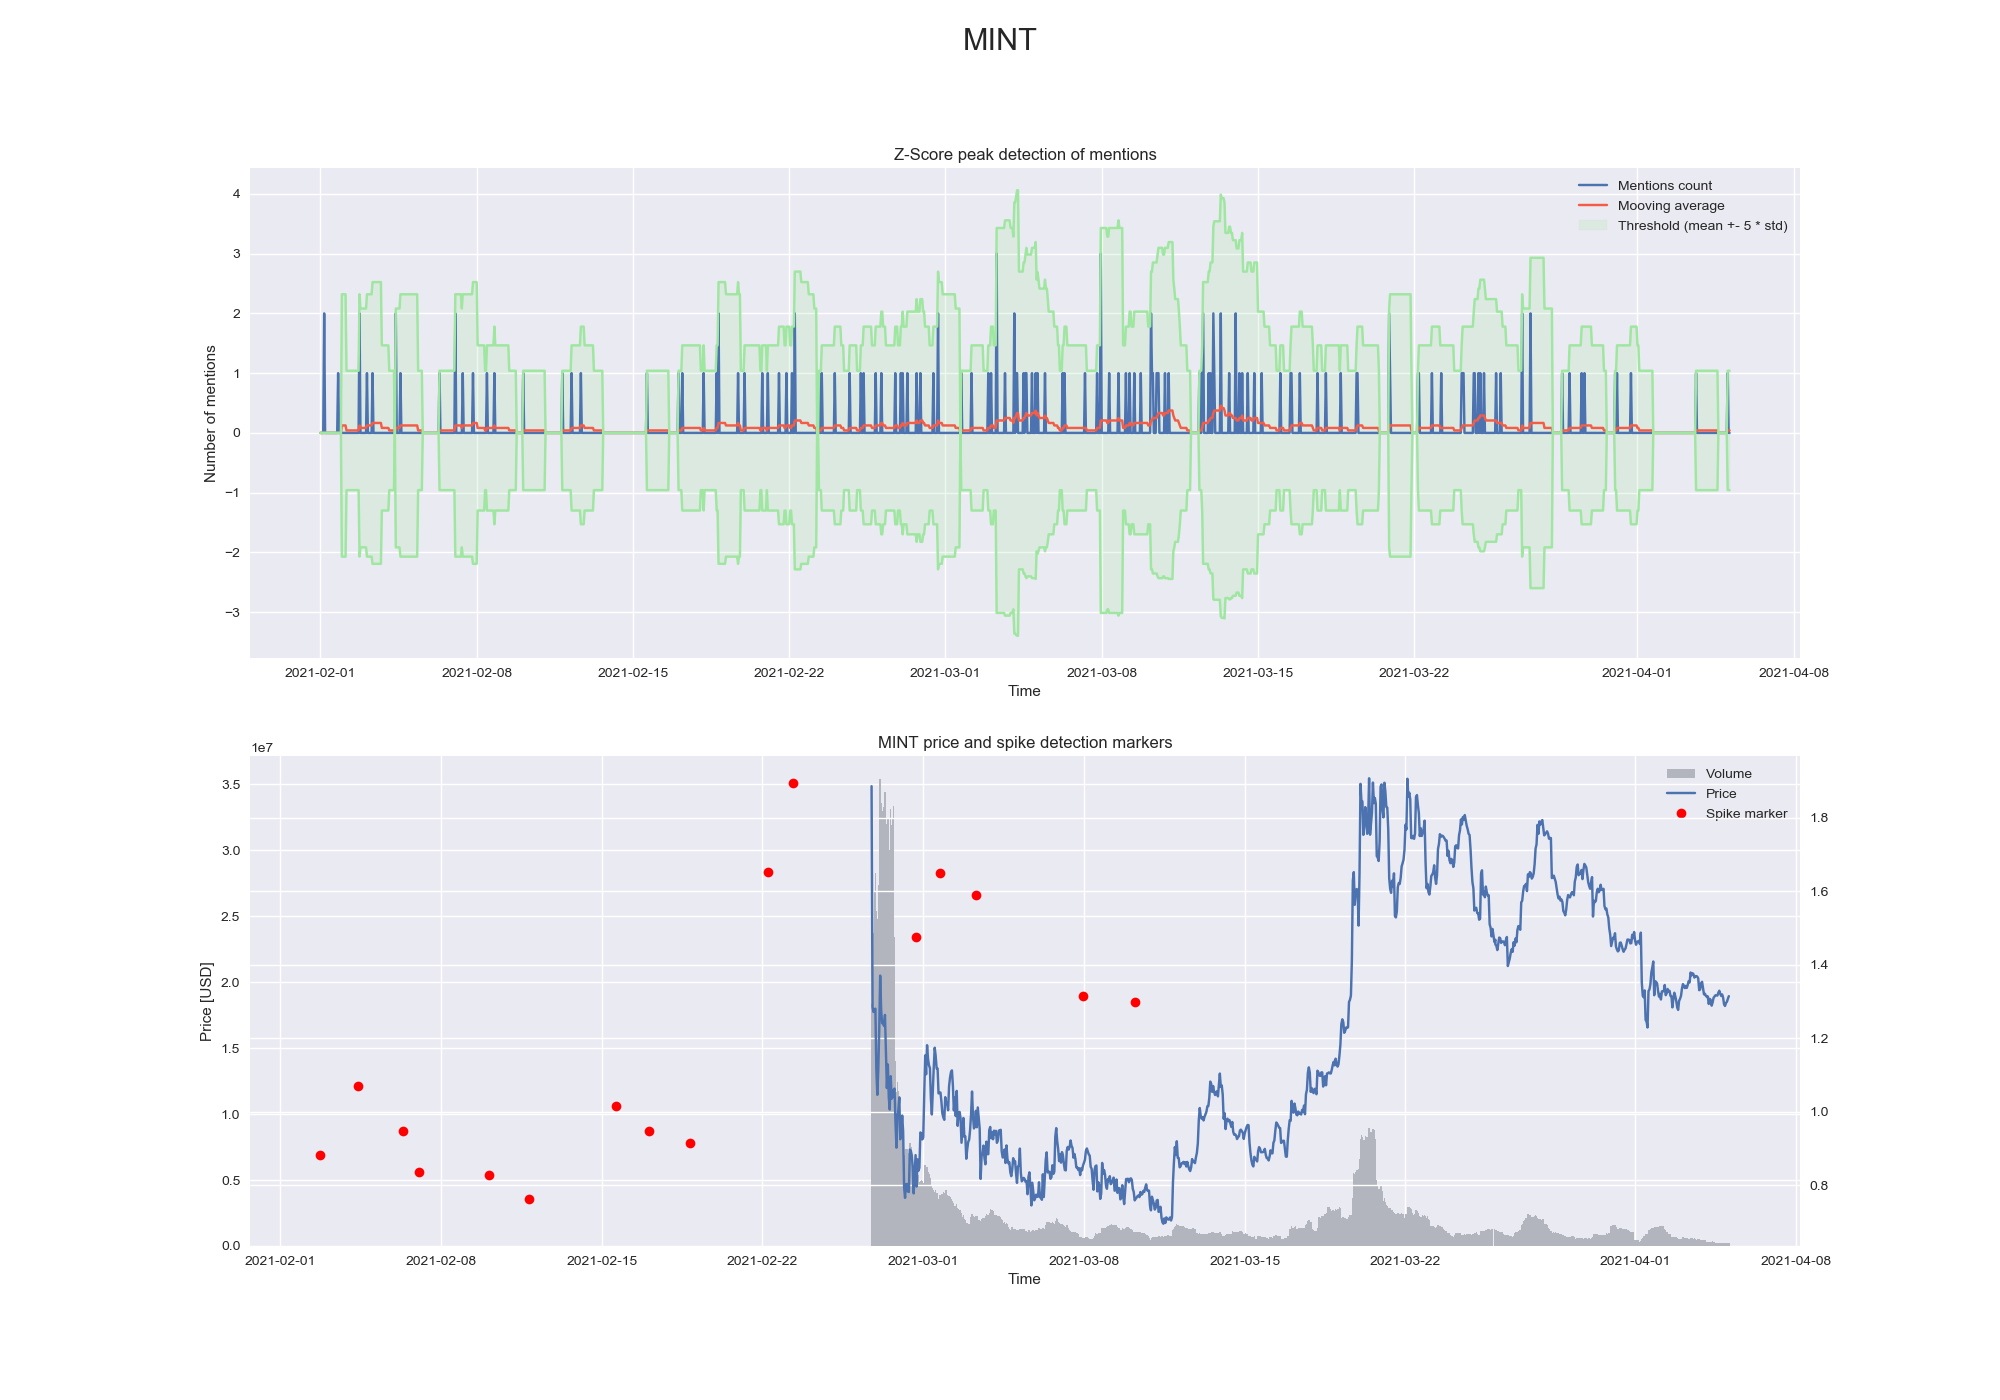 MINT
Z-Score peak detection of mentions
Mentions count
Mooving average
Threshold (mean +- 5 * std)
Number of mentions
4
3
2
1
0
−1
−2
−3
2021-02-01 2021-02-08 2021-02-15 2021-02-22 2021-03-01 2021-03-08 2021-03-15 2021-03-22 2021-04-01 2021-04-08
Time
MINT price and spike detection markers
1e7
Volume
Price
Spike marker
Price [USD]
3.5
3.0
2.5
2.0
1.5
1.0
0.5
0.0
1.8
1.6
1.4
1.2
1.0
0.8
2021-02-01 2021-02-08 2021-02-15 2021-02-22 2021-03-01 2021-03-08 2021-03-15 2021-03-22 2021-04-01 2021-04-08
Time